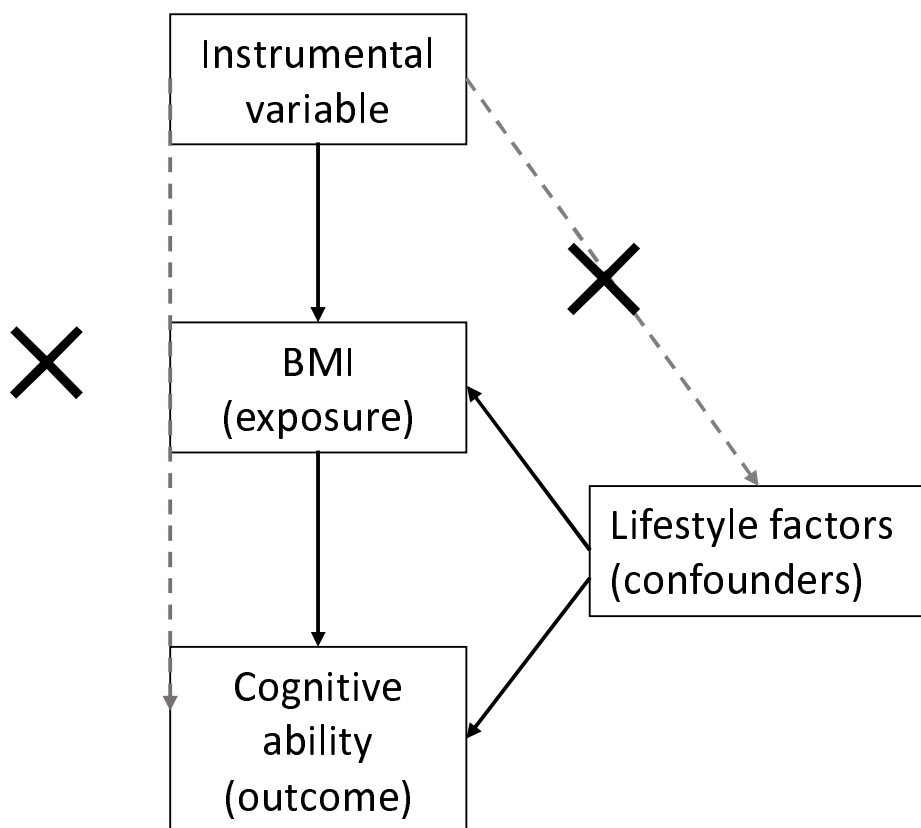 Instrumental
variable
BMI
(exposure)
Lifestyle factors
(confounders)
Cognitive
ability
(outcome)